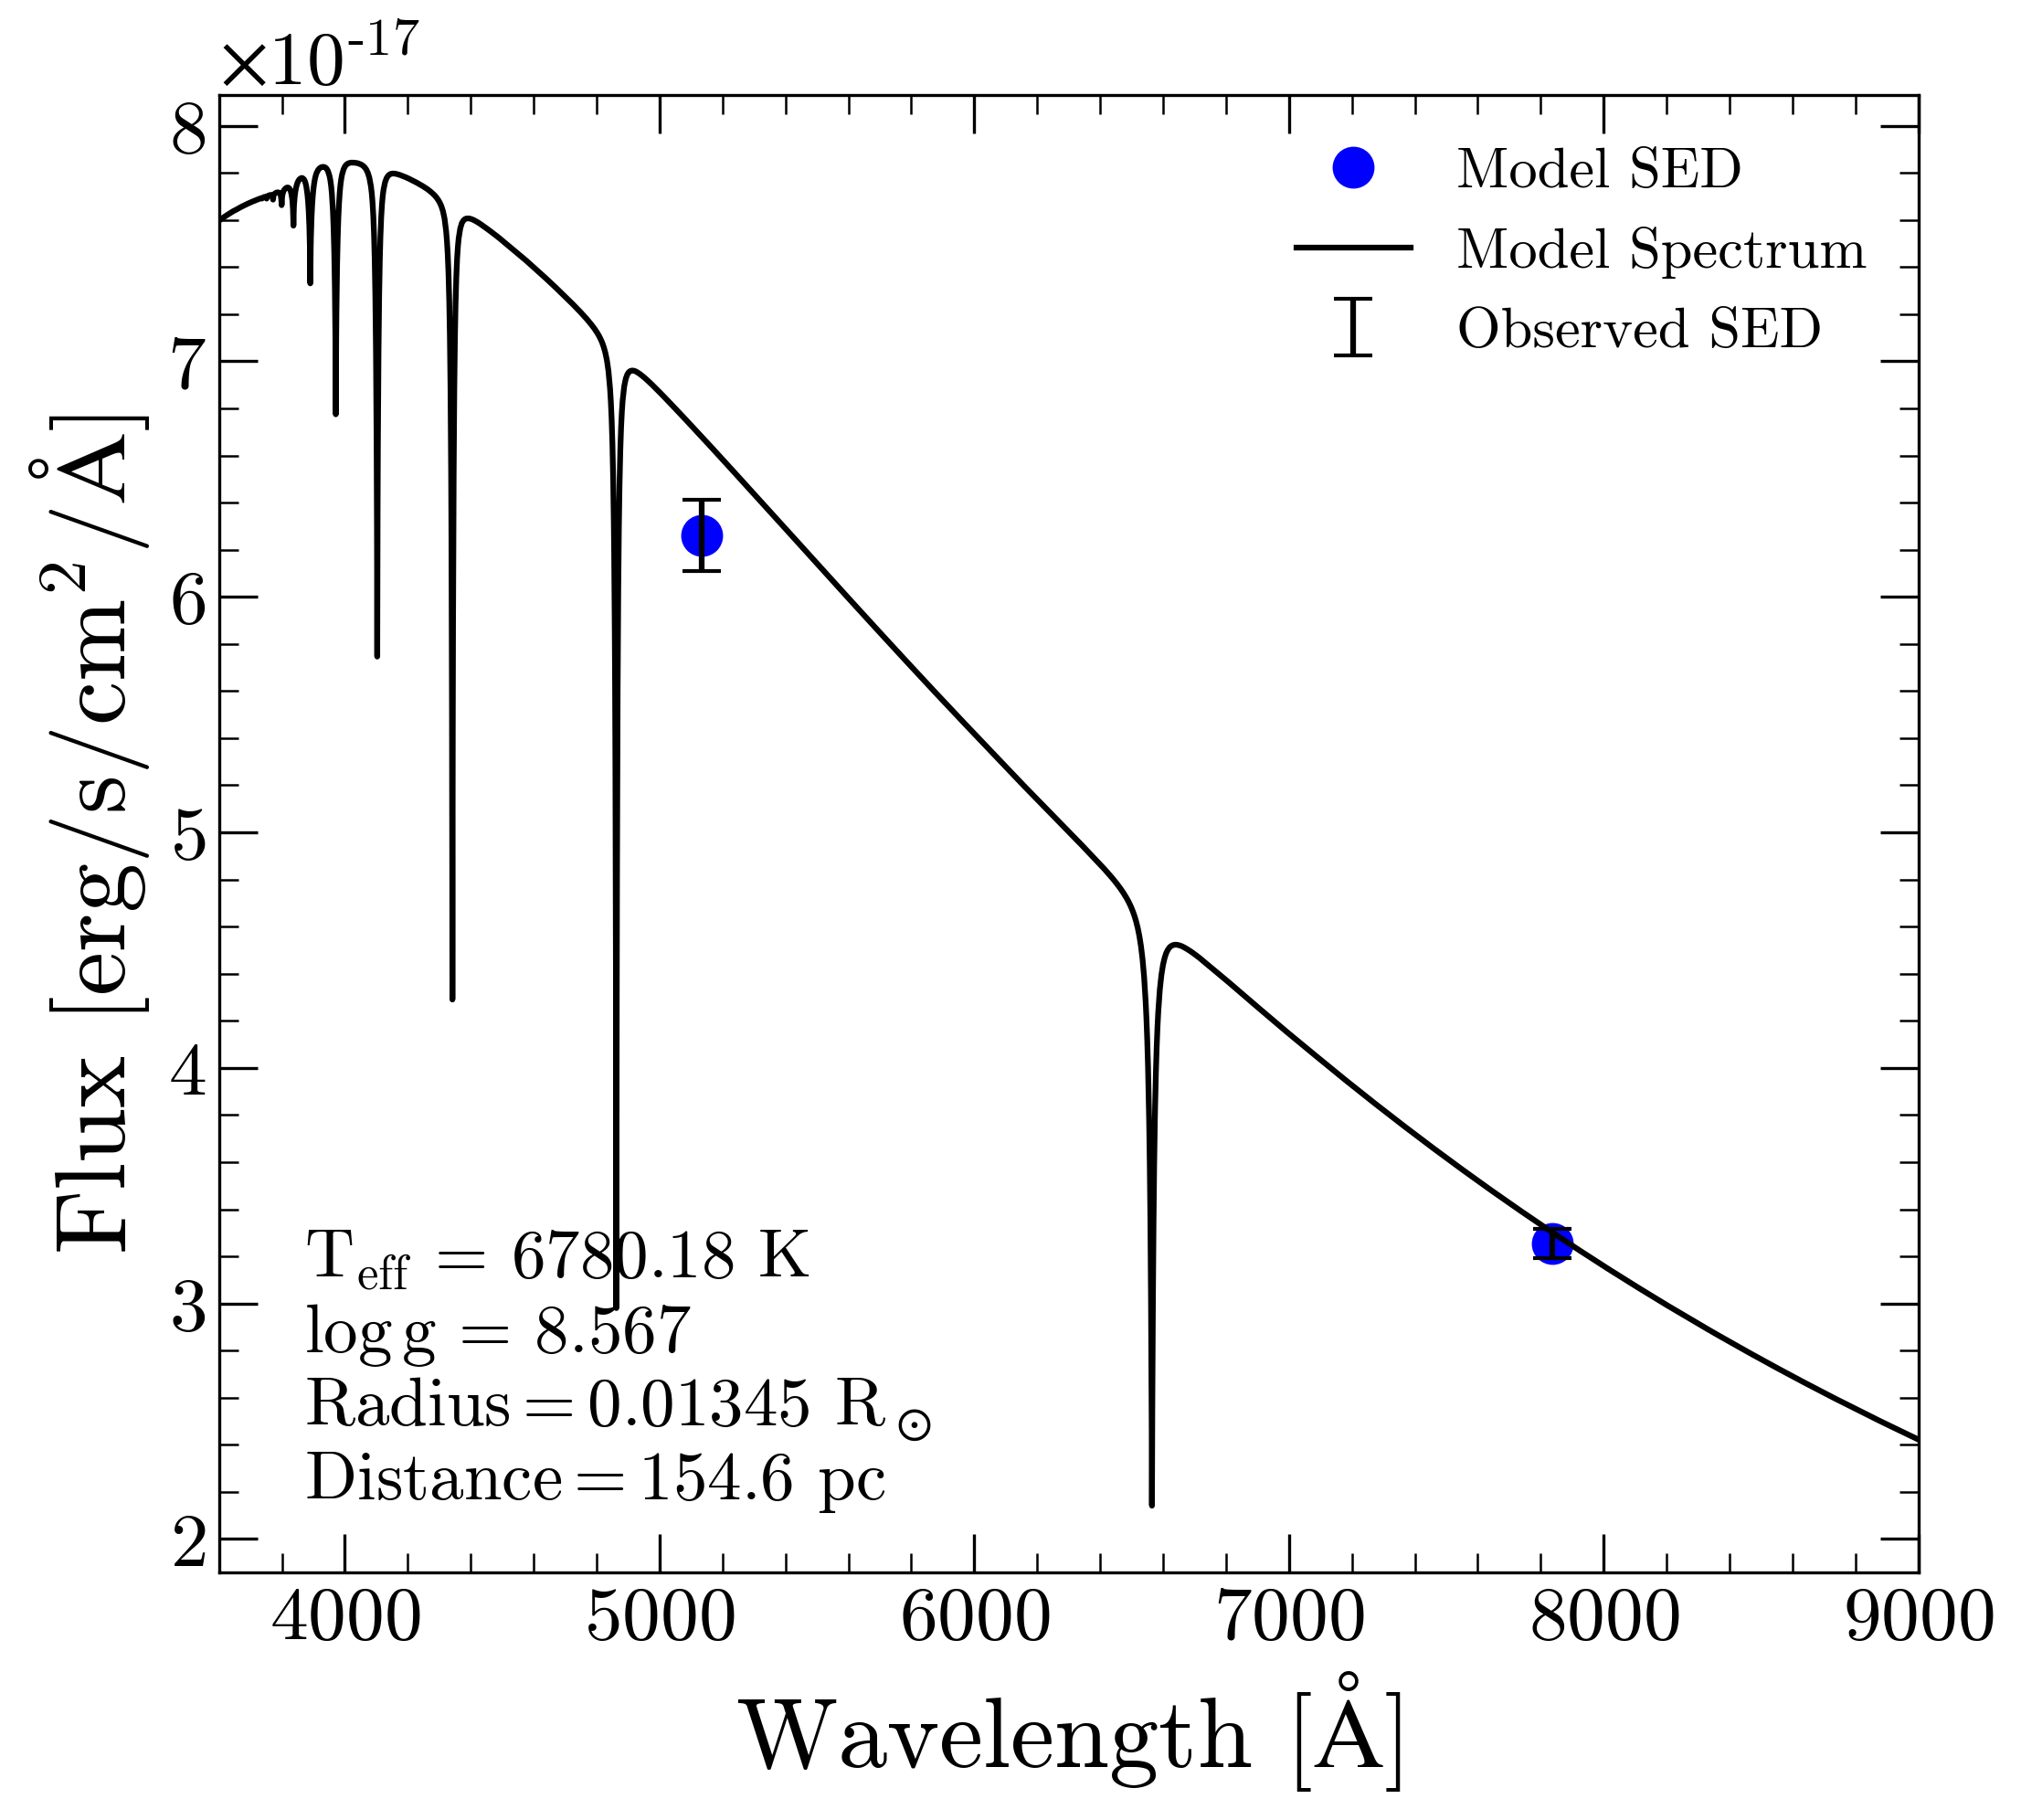 ×10-17
8
7
6
5
4
3
2
Flux [erg/s/cm2/Å]
Model SED
Model Spectrum
Observed SED
Teff = 6780.18 K
log g = 8.567
Radius = 0.01345 R⊙
Distance = 154.6 pc
4000 5000 6000 7000 8000 9000
Wavelength [Å]